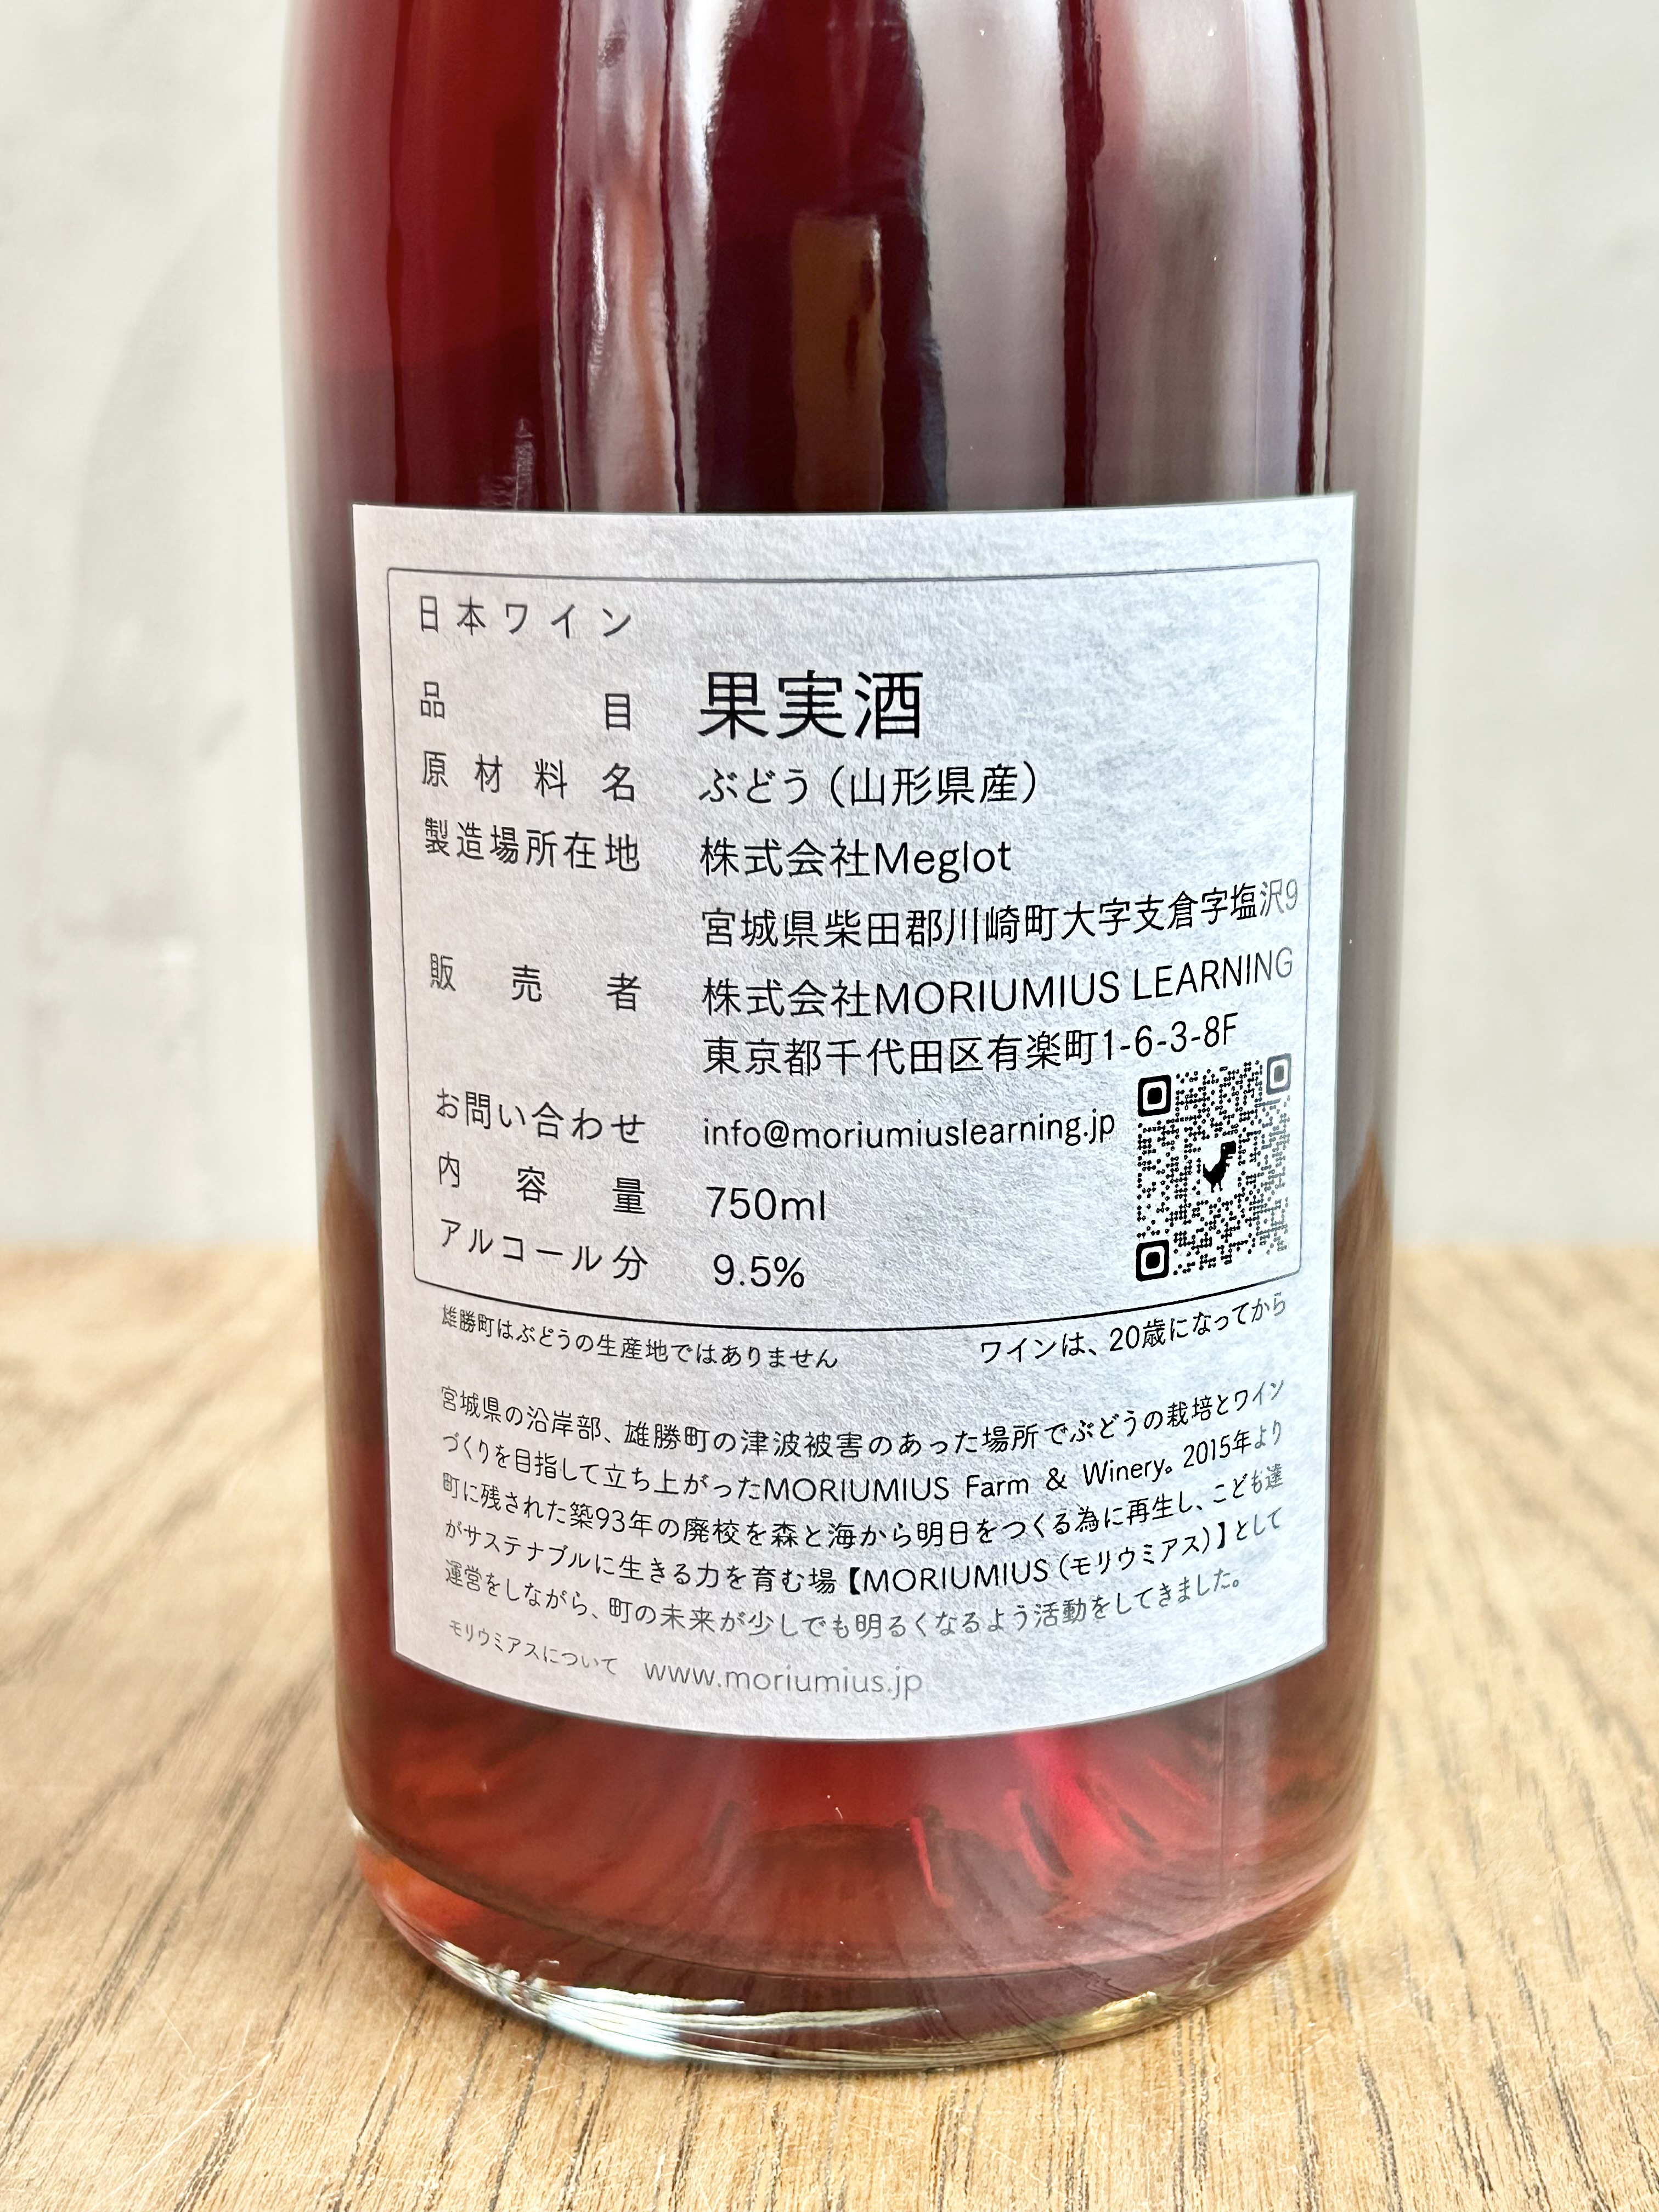 日本ワイン
品目 果実酒
原材料名 ぶどう（山形県産）
製造場所在地 株式会社Meglot
宮城県柴田郡川崎町大字支倉字塩沢9
販売者 株式会社MORIUMIUS LEARNING
東京都千代田区有楽町1-6-3-8F
お問い合わせ info@moriumiuslearning.jp
内容量 750ml
アルコール分 9.5%
雄勝町はぶどうの生産地ではありません ワインは、20歳になってから
宮城県の沿岸部、雄勝町の津波被害のあった場所でぶどうの栽培とワイン
づくりを目指して立ち上がったMORIUMIUS Farm & Winery。2015年より
町に残された築93年の廃校を森と海から明日をつくる為に再生し、こども達
がサステナブルに生きる力を育む場【MORIUMIUS（モリウミアス）】として
運営をしながら、町の未来が少しでも明るくなるよう活動をしてきました。
モリウミアスについて www.moriumius.jp